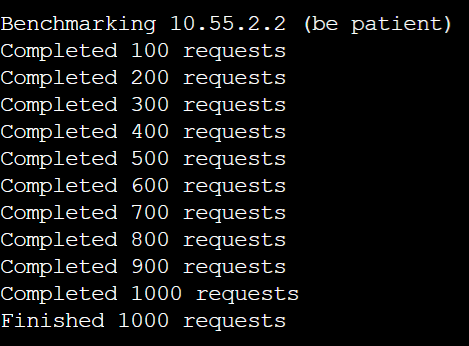 Benchmarking 10.55.2.2 (be patient)
Completed 100 requests
Completed 200 requests
Completed 300 requests
Completed 400 requests
Completed 500 requests
Completed 600 requests
Completed 700 requests
Completed 800 requests
Completed 900 requests
Completed 1000 requests
Finished 1000 requests